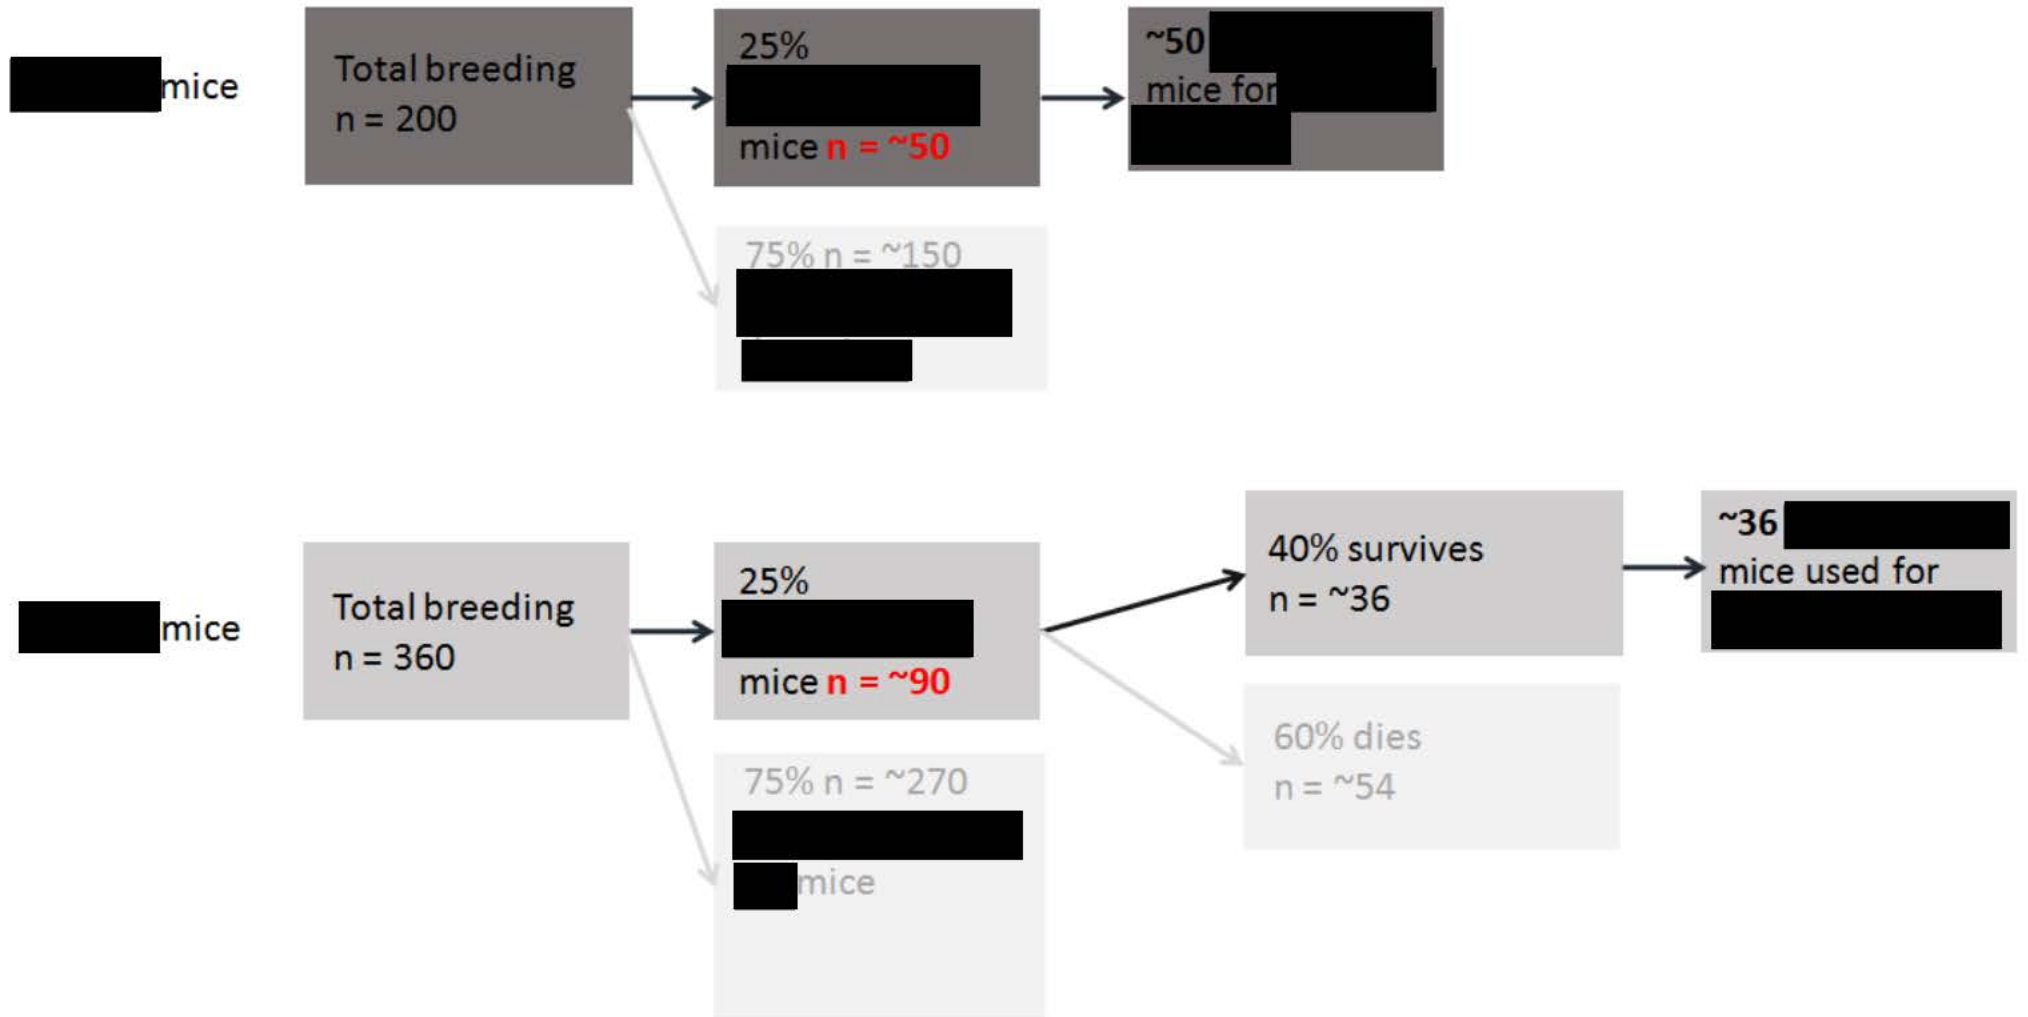 mice
Total breeding
n = 200
25%
mice n = ~50
~50
mice for
75% n = ~150
mice
Total breeding
n = 360
25%
mice n = ~90
75% n = ~270
mice
40% survives
n = ~36
60% dies
n = ~54
~36
mice used for